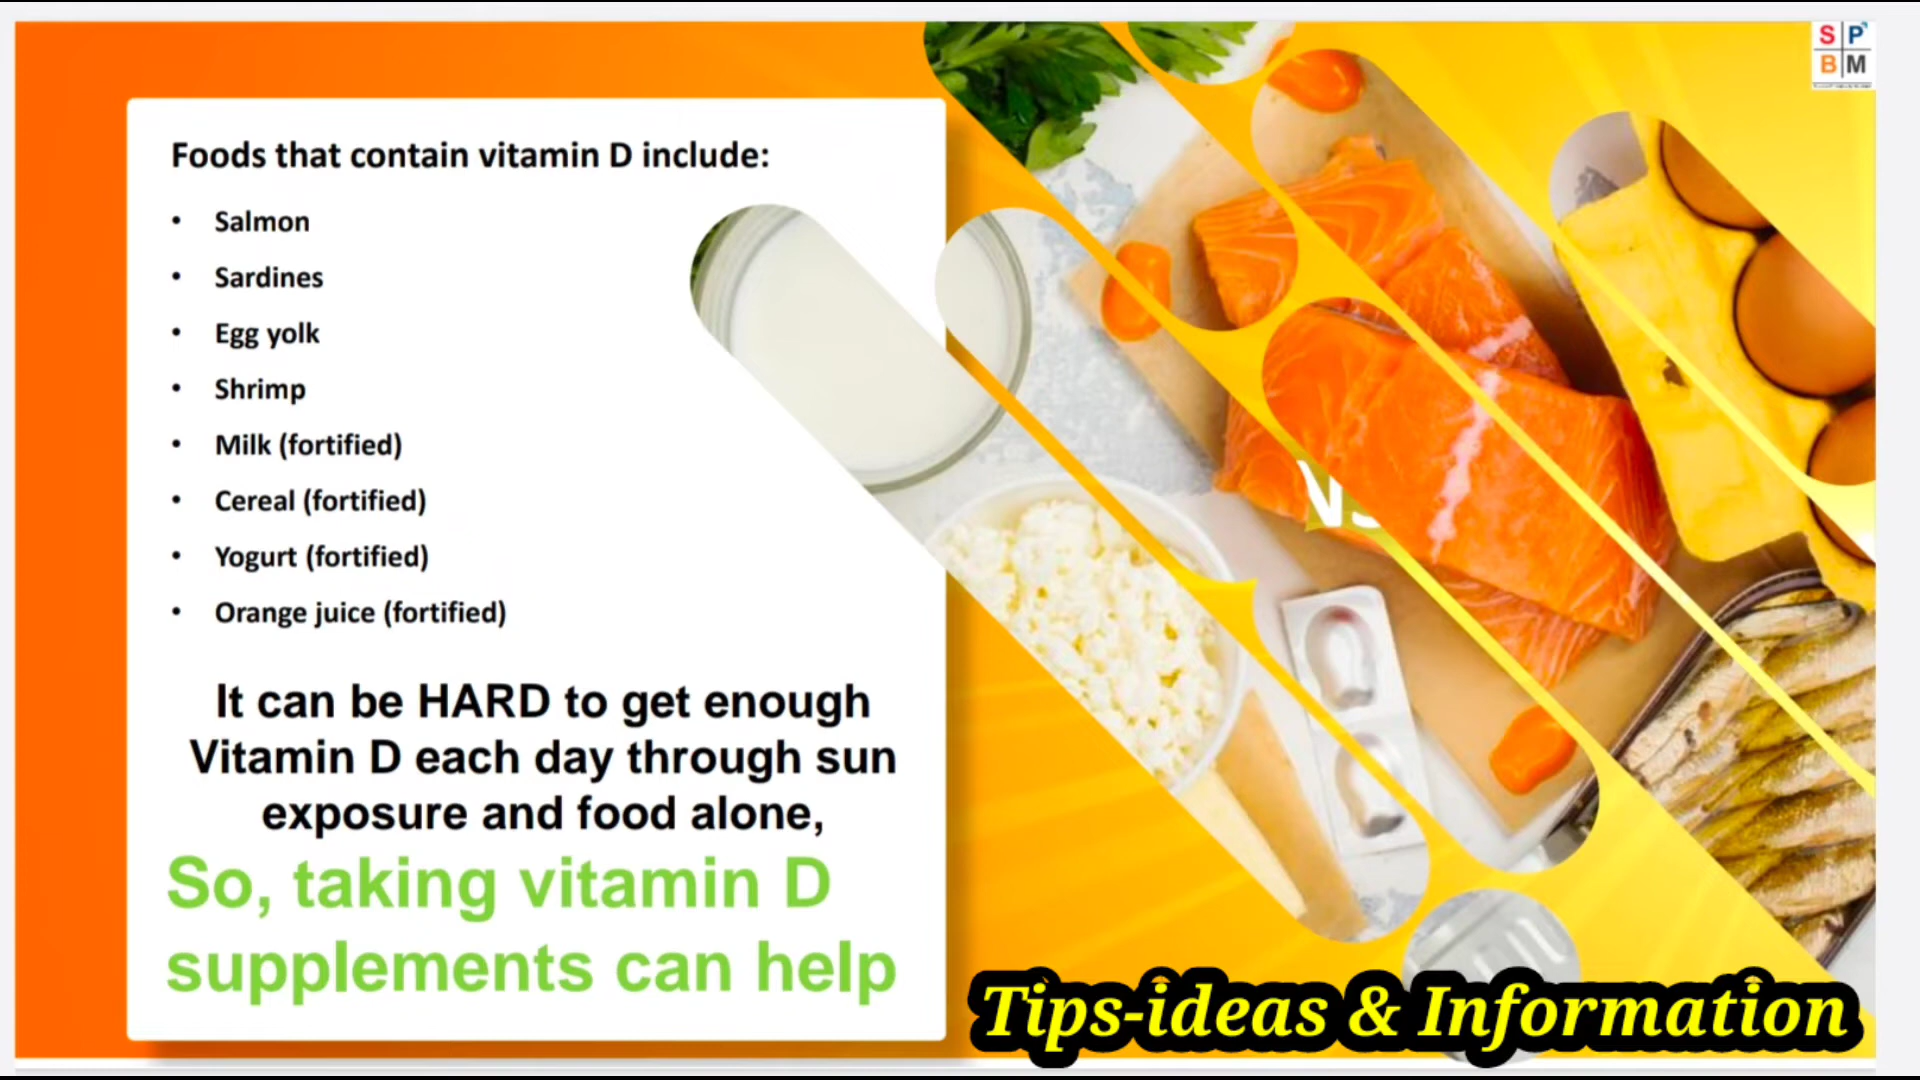 S P
B M
Foods that contain vitamin D include:
• Salmon
• Sardines
• Egg yolk
• Shrimp
• Milk (fortified)
• Cereal (fortified)
• Yogurt (fortified)
• Orange juice (fortified)
It can be HARD to get enough
Vitamin D each day through sun
exposure and food alone,
So, taking vitamin D
supplements can help
Tips-ideas & Information